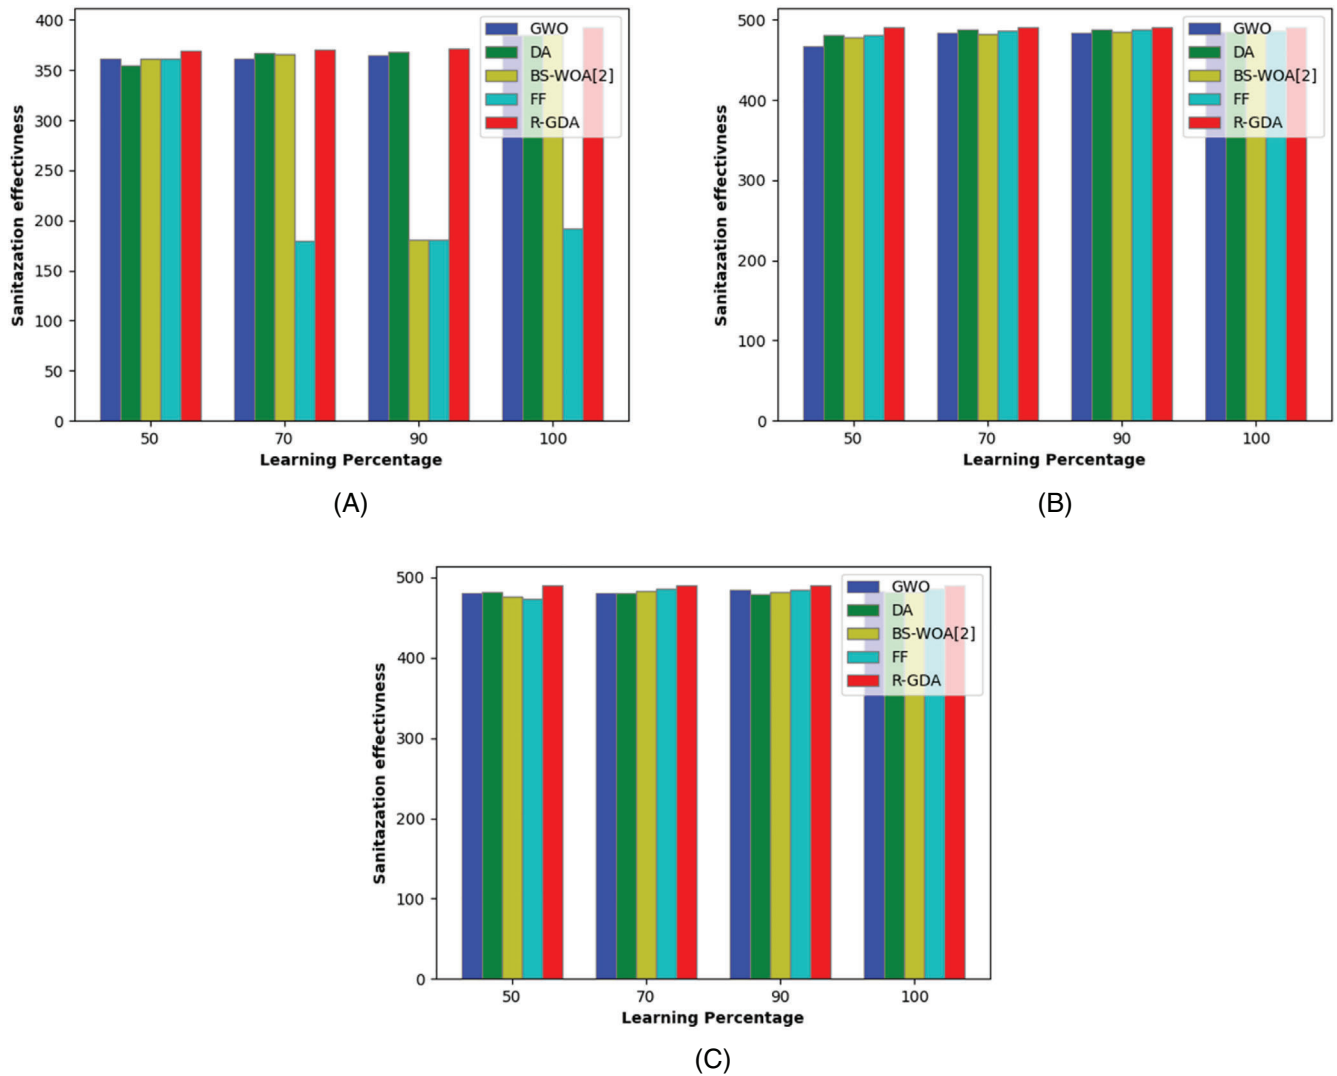 400
350
300
250
200
150
100
50
0
Sanitazation effectivness
GWO
DA
BS-WOA[2]
FF
R-GDA
50 70 90 100
Learning Percentage
(A)
500
400
300
200
100
0
Sanitazation effectivness
GWO
DA
BS-WOA[2]
FF
R-GDA
50 70 90 100
Learning Percentage
(B)
500
400
300
200
100
0
Sanitazation effectivness
GWO
DA
BS-WOA[2]
FF
R-GDA
50 70 90 100
Learning Percentage
(C)